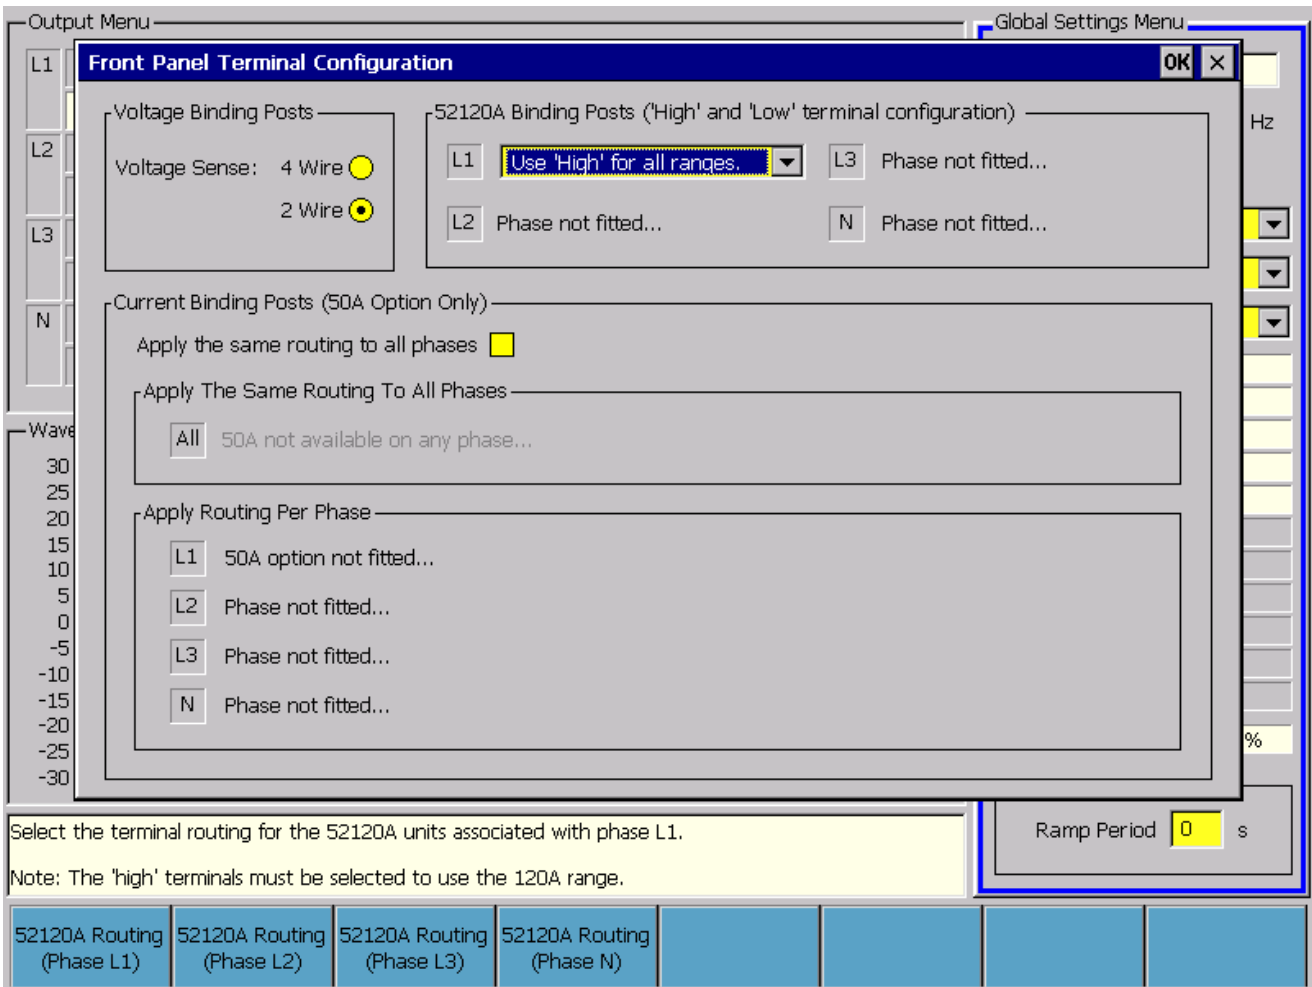 Output Menu
Global Settings Menu
Front Panel Terminal Configuration
OK
L1
Hz
L2
L3
N
Voltage Binding Posts
Voltage Sense: 4 Wire
2 Wire
52120A Binding Posts ('High' and 'Low' terminal configuration)
L1 Use 'High' for all ranges.
L3 Phase not fitted...
L2 Phase not fitted...
N Phase not fitted...
Current Binding Posts (50A Option Only)
Apply the same routing to all phases
Apply The Same Routing To All Phases
All 50A not available on any phase...
Apply Routing Per Phase
L1 50A option not fitted...
L2 Phase not fitted...
L3 Phase not fitted...
N Phase not fitted...
Wave
30
25
20
15
10
5
0
-5
-10
-15
-20
-25
-30
%
Ramp Period 0 s
Select the terminal routing for the 52120A units associated with phase L1.
Note: The 'high' terminals must be selected to use the 120A range.
52120A Routing
(Phase L1)
52120A Routing
(Phase L2)
52120A Routing
(Phase L3)
52120A Routing
(Phase N)